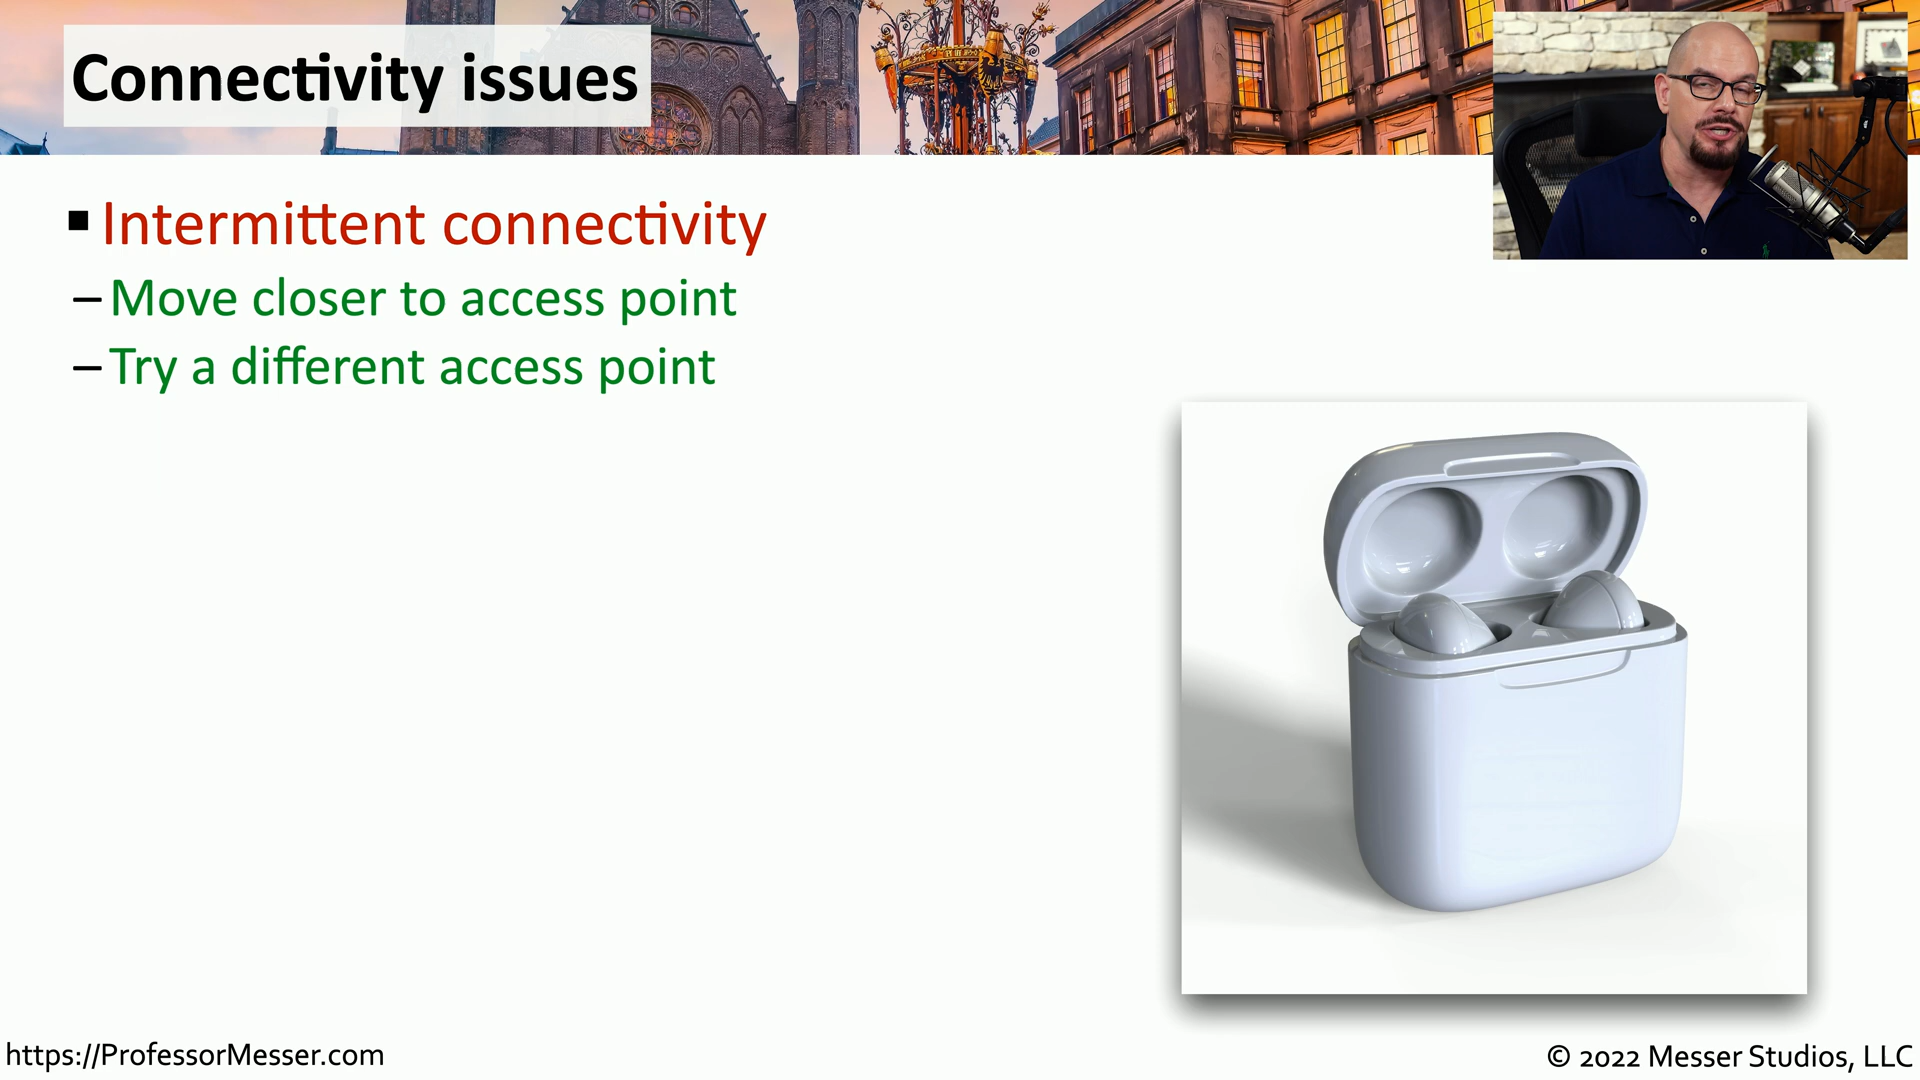 Connectivity issues
▪ Intermittent connectivity
– Move closer to access point
– Try a different access point
https://ProfessorMesser.com
© 2022 Messer Studios, LLC